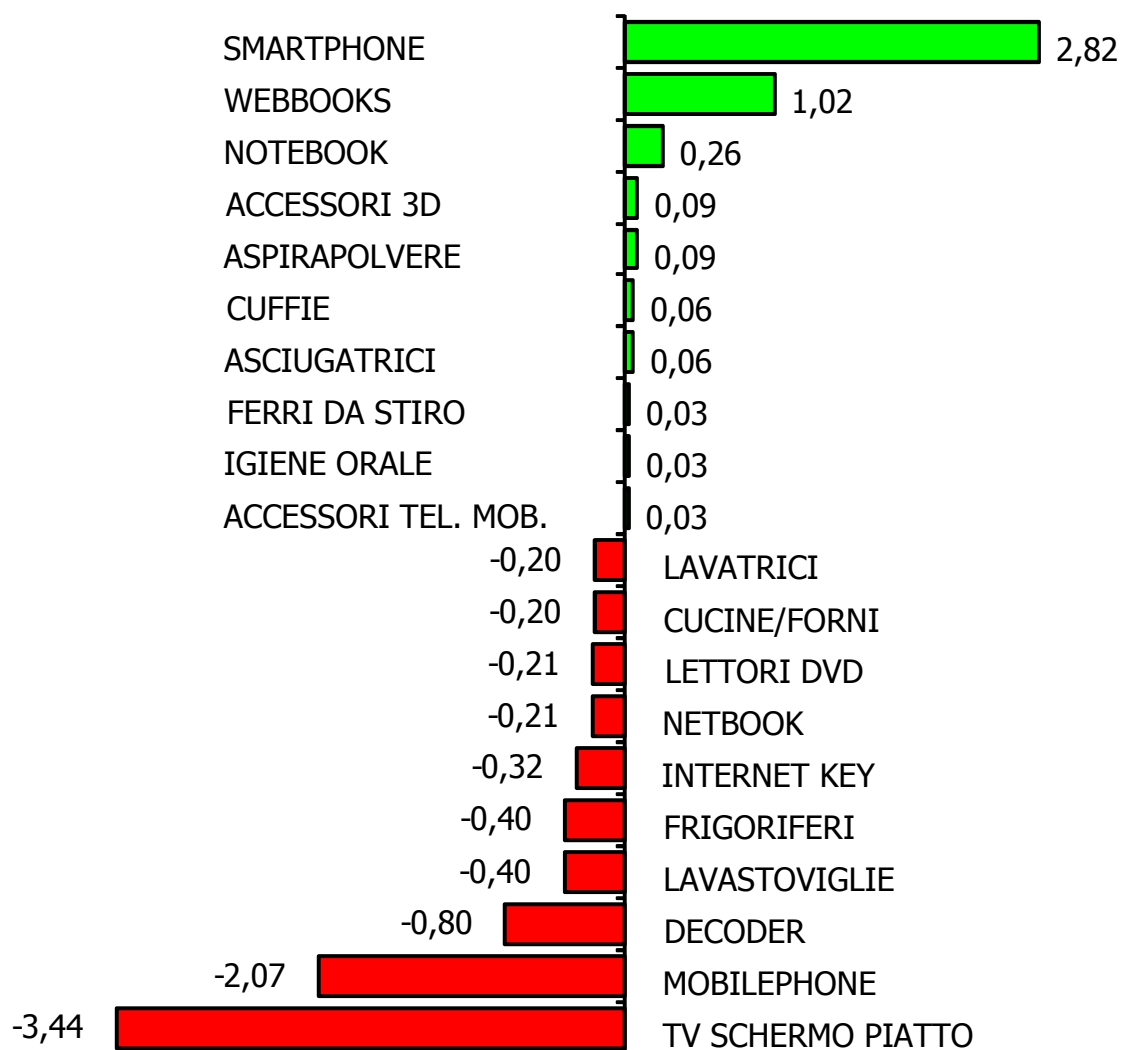 SMARTPHONE 2,82
WEBBOOKS 1,02
NOTEBOOK 0,26
ACCESSORI 3D 0,09
ASPIRAPOLVERE 0,09
CUFFIE 0,06
ASCIUGATRICI 0,06
FERRI DA STIRO 0,03
IGIENE ORALE 0,03
ACCESSORI TEL. MOB. 0,03
-0,20 LAVATRICI
-0,20 CUCINE/FORNI
-0,21 LETTORI DVD
-0,21 NETBOOK
-0,32 INTERNET KEY
-0,40 FRIGORIFERI
-0,40 LAVASTOVIGLIE
-0,80 DECODER
-2,07 MOBILEPHONE
-3,44 TV SCHERMO PIATTO